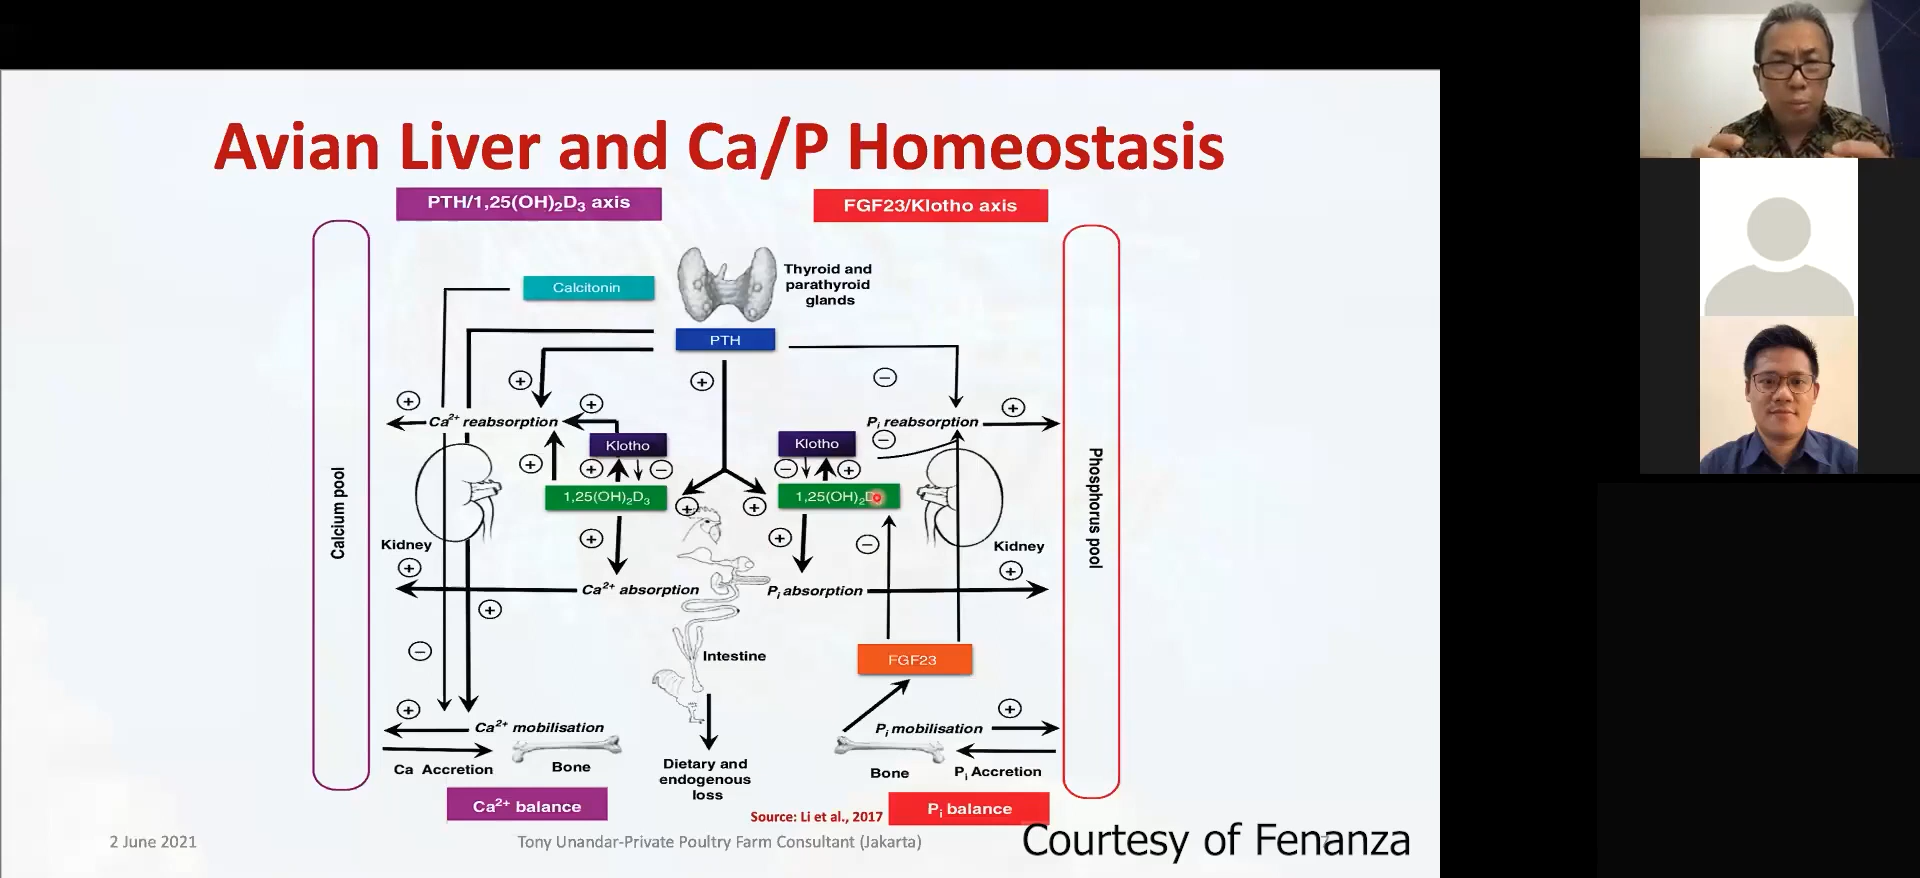 Avian Liver and Ca/P Homeostasis
PTH/1,25(OH)₂D₃ axis
FGF23/Klotho axis
Calcitonin
Thyroid and
parathyroid
glands
PTH
Ca²⁺ reabsorption
Pᵢ reabsorption
Klotho
Klotho
1,25(OH)₂D₃
1,25(OH)₂
Calcium pool
Phosphorus pool
Kidney
Kidney
Ca²⁺ absorption
Pᵢ absorption
Intestine
FGF23
Ca²⁺ mobilisation
Pᵢ mobilisation
Ca Accretion
Bone
Dietary and
endogenous
loss
Bone
Pᵢ Accretion
Ca²⁺ balance
Source: Li et al., 2017
Pᵢ balance
2 June 2021
Tony Unandar-Private Poultry Farm Consultant (Jakarta)
Courtesy of Fenanza